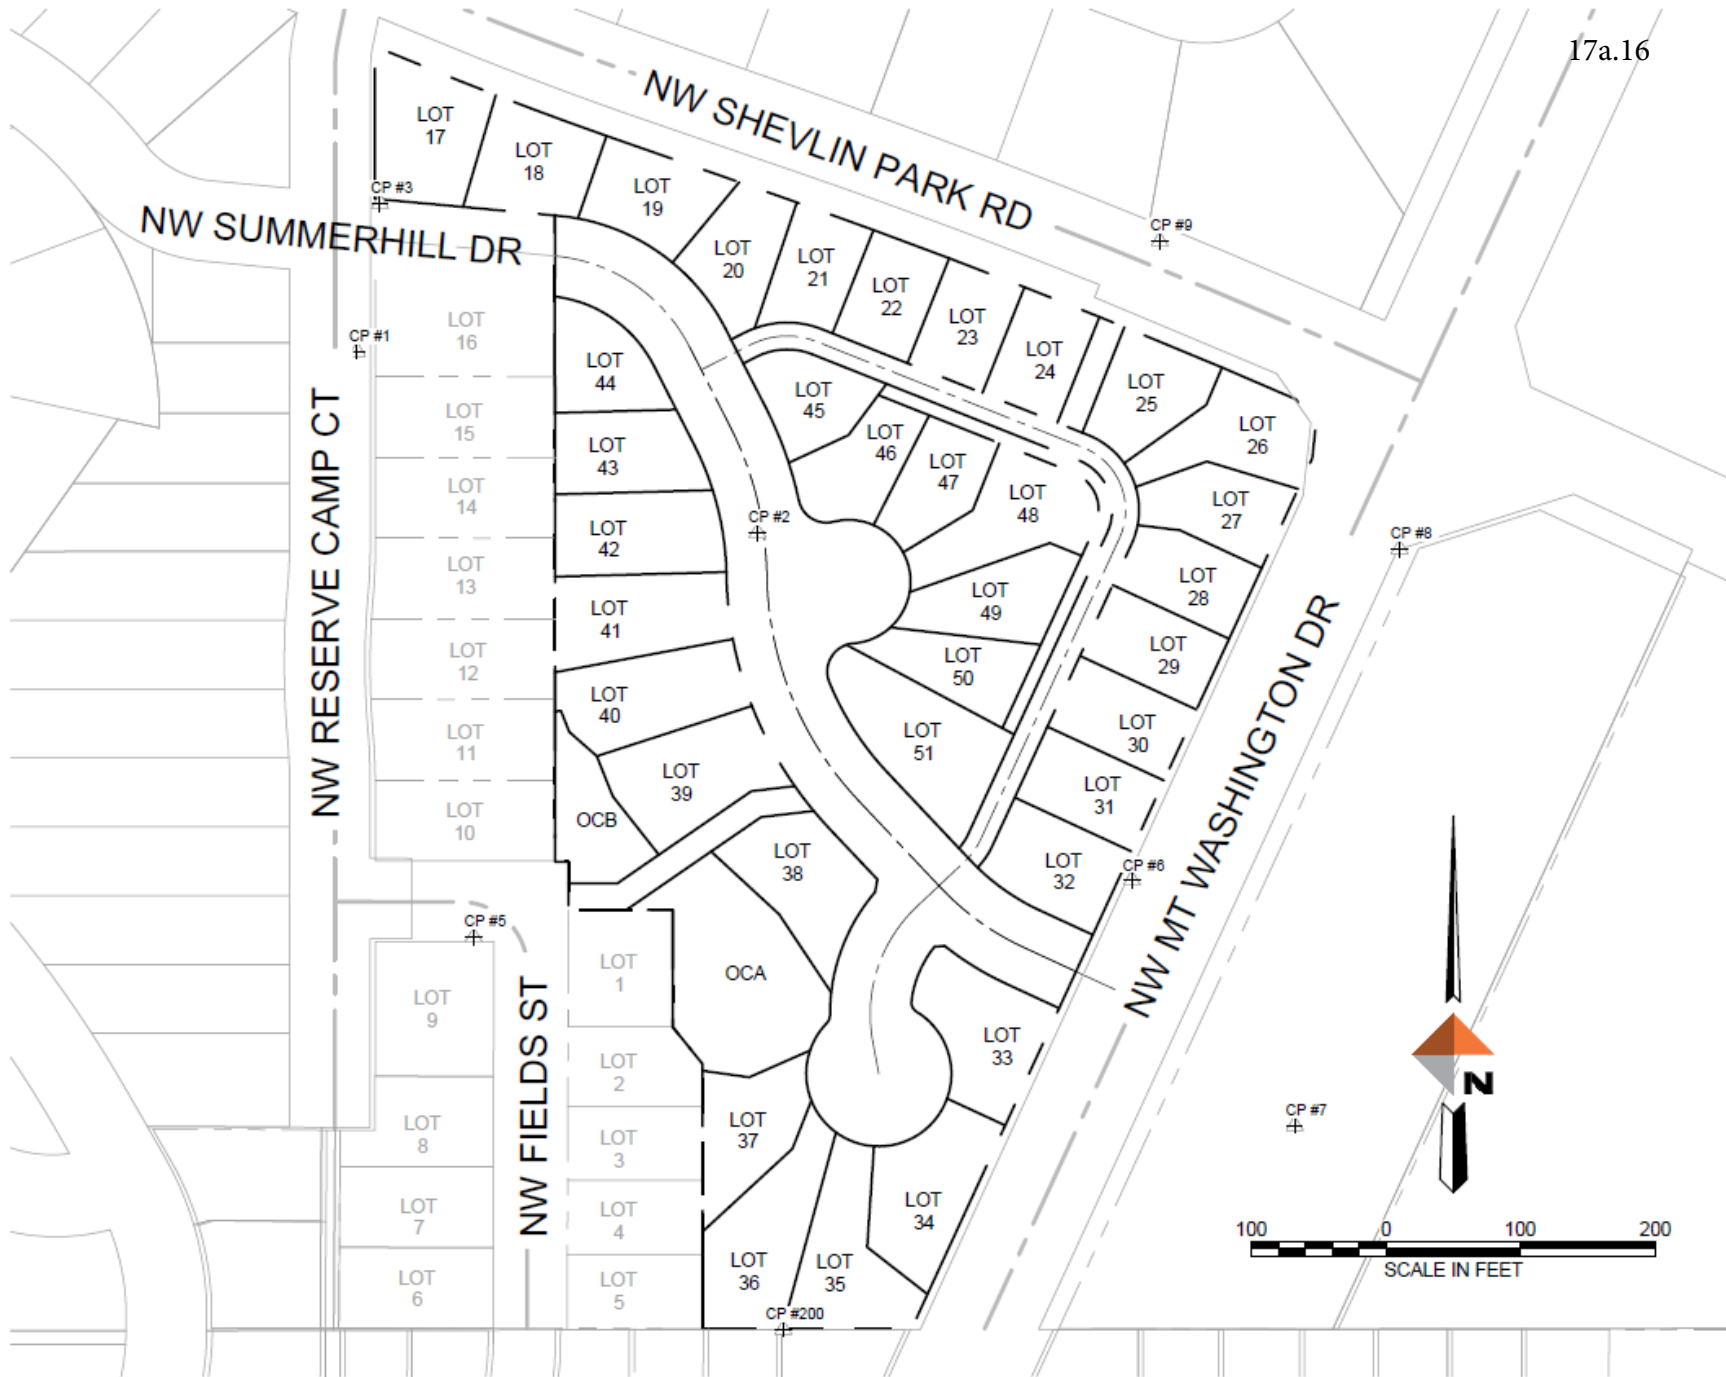 17a.16
NW SHEVLIN PARK RD
LOT
17
LOT
18
LOT
19
LOT
20
LOT
21
LOT
22
LOT
23
LOT
24
LOT
25
LOT
26
LOT
27
LOT
28
LOT
29
LOT
30
LOT
31
LOT
32
LOT
33
LOT
34
LOT
35
LOT
36
LOT
37
LOT
38
LOT
39
LOT
40
LOT
41
LOT
42
LOT
43
LOT
44
LOT
45
LOT
46
LOT
47
LOT
48
LOT
49
LOT
50
LOT
51
OCB
OCA
CP #3
NW SUMMERHILL DR
CP #9
CP #1
CP #2
CP #8
CP #6
CP #5
CP #7
CP #200
NW RESERVE CAMP CT
NW FIELDS ST
NW MT WASHINGTON DR
LOT
16
LOT
15
LOT
14
LOT
13
LOT
12
LOT
11
LOT
10
LOT
9
LOT
8
LOT
7
LOT
6
LOT
1
LOT
2
LOT
3
LOT
4
LOT
5
N
100 0 100 200
SCALE IN FEET